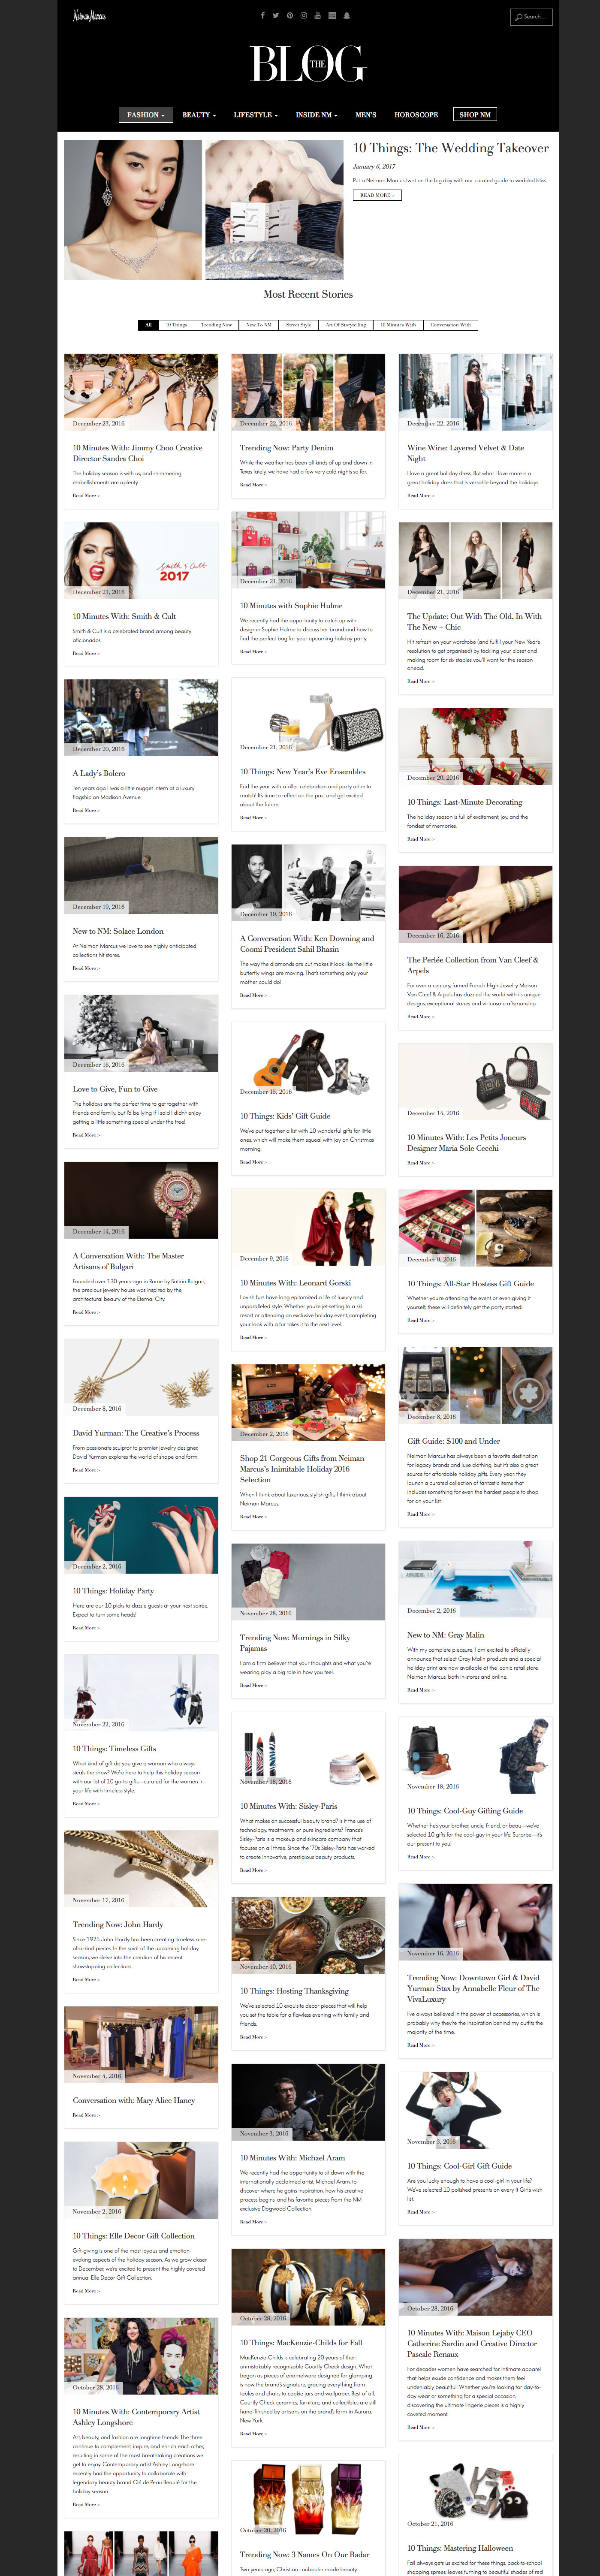 Neiman Marcus
Search ...
THE BLOG
FASHION
BEAUTY
LIFESTYLE
INSIDE NM
MEN'S
HOROSCOPE
SHOP NM
10 Things: The Wedding Takeover
January 6, 2017
Put a Neiman Marcus twist on the big day with our curated guide to wedded bliss.
READ MORE >
Most Recent Stories
All
10 Things
Trending Now
New To NM
Street Style
Art Of Storytelling
10 Minutes With
Conversation With
December 23, 2016
10 Minutes With: Jimmy Choo Creative
Director Sandra Choi
The holiday season is with us, and shimmering
embellishments are aplenty.
Read More >
December 21, 2016
Smith & Cult
2017
10 Minutes With: Smith & Cult
Smith & Cult is a celebrated brand among beauty
aficionados.
Read More >
December 20, 2016
A Lady's Bolero
Ten years ago I was a little nugget intern at a luxury
flagship on Madison Avenue.
Read More >
December 19, 2016
New to NM: Solace London
At Neiman Marcus we love to see highly anticipated
collections hit stores.
Read More >
December 16, 2016
Love to Give, Fun to Give
The holidays are the perfect time to get together with
friends and family, but I'd be lying if I said I didn't enjoy
getting a little something special under the tree!
Read More >
December 14, 2016
A Conversation With: The Master
Artisans of Bulgari
Founded over 130 years ago in Rome by Sotirio Bulgari,
the precious jewelry house was inspired by the
architectural beauty of the Eternal City.
Read More >
December 8, 2016
David Yurman: The Creative's Process
From passionate sculptor to premier jewelry designer,
David Yurman explores the world of shape and form.
Read More >
December 2, 2016
10 Things: Holiday Party
Here are our 10 picks to dazzle guests at your next soirée.
Expect to turn some heads!
Read More >
November 22, 2016
10 Things: Timeless Gifts
What kind of gift do you give a woman who always
steals the show? We're here to help this holiday season
with our list of 10 go-to gifts—curated for the women in
your life with timeless style.
Read More >
November 17, 2016
Trending Now: John Hardy
Since 1975 John Hardy has been creating timeless, one-
of-a-kind pieces. In the spirit of the upcoming holiday
season, we delve into the creation of his recent
showstopping collections.
Read More >
November 4, 2016
Conversation with: Mary Alice Haney
Read More >
November 2, 2016
10 Things: Elle Decor Gift Collection
Gift-giving is one of the most joyous and emotion-
evoking aspects of the holiday season. As we grow closer
to December, we're excited to present the highly coveted
annual Elle Decor Gift Collection.
Read More >
October 28, 2016
10 Minutes With: Contemporary Artist
Ashley Longshore
Art, beauty, and fashion are longtime friends. The three
continue to complement, inspire, and enrich each other,
resulting in some of the most breathtaking creations we
get to enjoy. Contemporary artist Ashley Longshore
recently had the opportunity to collaborate with
legendary beauty brand Clé de Peau Beauté for the
holiday season.
Read More >
December 22, 2016
Trending Now: Party Denim
While the weather has been all kinds of up and down in
Texas lately, we have had a few very cold nights so far.
Read More >
December 21, 2016
10 Minutes with Sophie Hulme
We recently had the opportunity to catch up with
designer Sophie Hulme to discuss her brand and how to
find the perfect bag for your upcoming holiday party.
Read More >
December 21, 2016
10 Things: New Year's Eve Ensembles
End the year with a killer celebration and party attire to
match! It's time to reflect on the past and get excited
about the future.
Read More >
December 19, 2016
A Conversation With: Ken Downing and
Coomi President Sahil Bhasin
The way the diamonds are cut makes it look like the little
butterfly wings are moving. That's something only your
mother could do!
Read More >
December 15, 2016
10 Things: Kids' Gift Guide
We've put together a list with 10 wonderful gifts for little
ones, which will make them squeal with joy on Christmas
morning.
Read More >
December 9, 2016
10 Minutes With: Leonard Gorski
Lavish furs have long epitomized a life of luxury and
unparalleled style. Whether you're jet-setting to a ski
resort or attending an exclusive holiday event, completing
your look with a fur takes it to the next level.
Read More >
December 2, 2016
Shop 21 Gorgeous Gifts from Neiman
Marcus's Inimitable Holiday 2016
Selection
When I think about luxurious, stylish gifts, I think about
Neiman Marcus.
Read More >
November 28, 2016
Trending Now: Mornings in Silky
Pajamas
I am a firm believer that your thoughts and what you're
wearing play a big role in how you feel.
Read More >
November 18, 2016
10 Minutes With: Sisley-Paris
What makes an successful beauty brand? Is it the use of
technology, treatments, or pure ingredients? France's
Sisley-Paris is a makeup and skincare company that
focuses on all three. Since the '70s Sisley-Paris has worked
to create innovative, prestigious beauty products.
Read More >
November 10, 2016
10 Things: Hosting Thanksgiving
We've selected 10 exquisite decor pieces that will help
you set the table for a flawless evening with family and
friends.
Read More >
November 3, 2016
10 Minutes With: Michael Aram
We recently had the opportunity to sit down with the
internationally acclaimed artist, Michael Aram, to
discover where he gains inspiration, how his creative
process begins, and his favorite pieces from the NM
exclusive Dogwood Collection.
Read More >
October 28, 2016
10 Things: MacKenzie-Childs for Fall
MacKenzie-Childs is celebrating 20 years of their
unmistakably recognizable Courtly Check design. What
began as pieces of enamelware designed for glamping
is now the brand's signature, gracing everything from
tables and chairs to cookie jars and wallpaper. Best of all,
Courtly Check ceramics, furniture, and collectibles are still
hand-finished by artisans on the brand's farm in Aurora,
New York.
Read More >
October 20, 2016
Trending Now: 3 Names On Our Radar
Two years ago, Christian Louboutin made beauty
December 22, 2016
Wine Wine: Layered Velvet & Date
Night
I love a great holiday dress. But what I love more is a
great holiday dress that is versatile beyond the holidays.
Read More >
December 21, 2016
The Update: Out With The Old, In With
The New + Chic
Hit refresh on your wardrobe (and fulfill your New Year's
resolution to get organized) by tackling your closet and
making room for six staples you'll want for the season
ahead.
Read More >
December 20, 2016
10 Things: Last-Minute Decorating
The holiday season is full of excitement, joy, and the
fondest of memories.
Read More >
December 16, 2016
The Perlée Collection from Van Cleef &
Arpels
For over a century, famed French High Jewelry Maison
Van Cleef & Arpels has dazzled the world with its unique
designs, exceptional stones and virtuose craftsmanship.
Read More >
December 14, 2016
10 Minutes With: Les Petits Joueurs
Designer Maria Sole Cecchi
Read More >
December 9, 2016
10 Things: All-Star Hostess Gift Guide
Whether you're attending the event or even giving it
yourself, these will definitely get the party started!
Read More >
December 8, 2016
Gift Guide: $100 and Under
Neiman Marcus has always been a favorite destination
for legacy brands and luxe clothing, but it's also a great
source for affordable holiday gifts. Every year, they
launch a curated collection of fantastic items that
includes something for even the hardest people to shop
for on your list.
Read More >
December 2, 2016
New to NM: Gray Malin
With my complete pleasure, I am excited to officially
announce that select Gray Malin products and a special
holiday print are now available at the iconic retail store,
Neiman Marcus, both in stores and online.
Read More >
November 18, 2016
10 Things: Cool-Guy Gifting Guide
Whether he's your brother, uncle, friend, or beau—we've
selected 10 gifts for the cool guy in your life. Surprise—it's
our present to you!
Read More >
November 16, 2016
Trending Now: Downtown Girl & David
Yurman Stax by Annabelle Fleur of The
VivaLuxury
I've always believed in the power of accessories, which is
probably why they're the inspiration behind my outfits the
majority of the time.
Read More >
November 3, 2016
10 Things: Cool-Girl Gift Guide
Are you lucky enough to have a cool-girl in your life?
We've selected 10 polished presents on every It Girl's wish
list.
Read More >
October 28, 2016
10 Minutes With: Maison Lejaby CEO
Catherine Sardin and Creative Director
Pascale Renaux
For decades women have searched for intimate apparel
that helps exude confidence and makes them feel
undeniably beautiful. Whether you're looking for day-to-
day wear or something for a special occasion,
discovering the ultimate lingerie pieces is a highly
coveted moment.
Read More >
October 21, 2016
10 Things: Mastering Halloween
Fall always gets us excited for these things: back-to-school
shopping sprees, leaves turning to beautiful shades of red